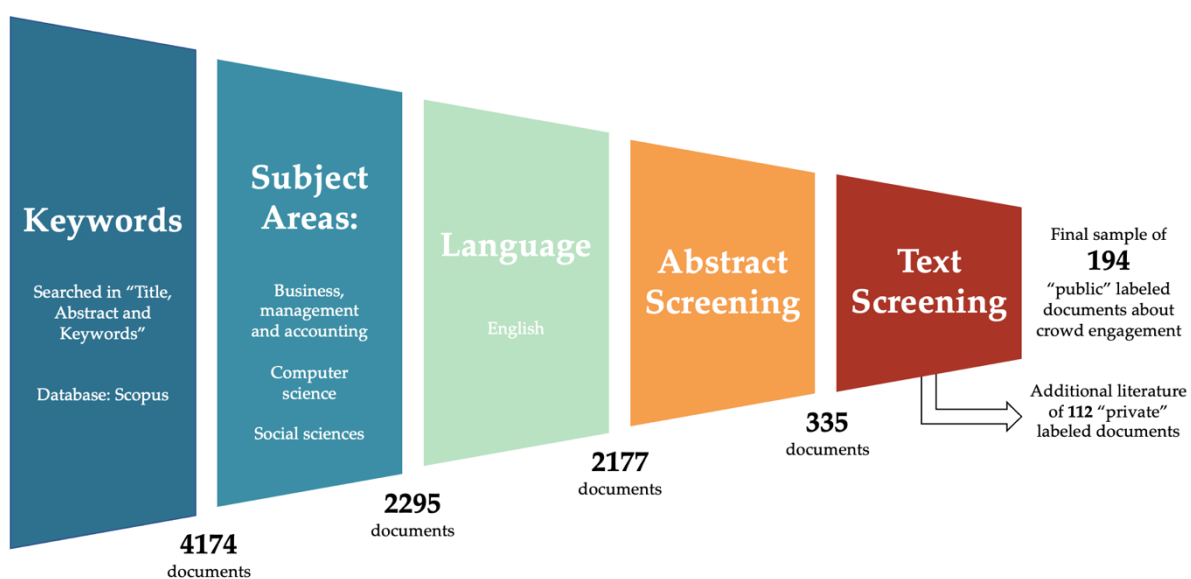 Keywords
Searched in “Title,
Abstract and
Keywords”
Database: Scopus
4174
documents
Subject
Areas:
Business,
management
and accounting
Computer
science
Social sciences
2295
documents
Language
English
2177
documents
Abstract
Screening
335
documents
Text
Screening
Final sample of
194
“public” labeled
documents about
crowd engagement
Additional literature
of 112 “private”
labeled documents